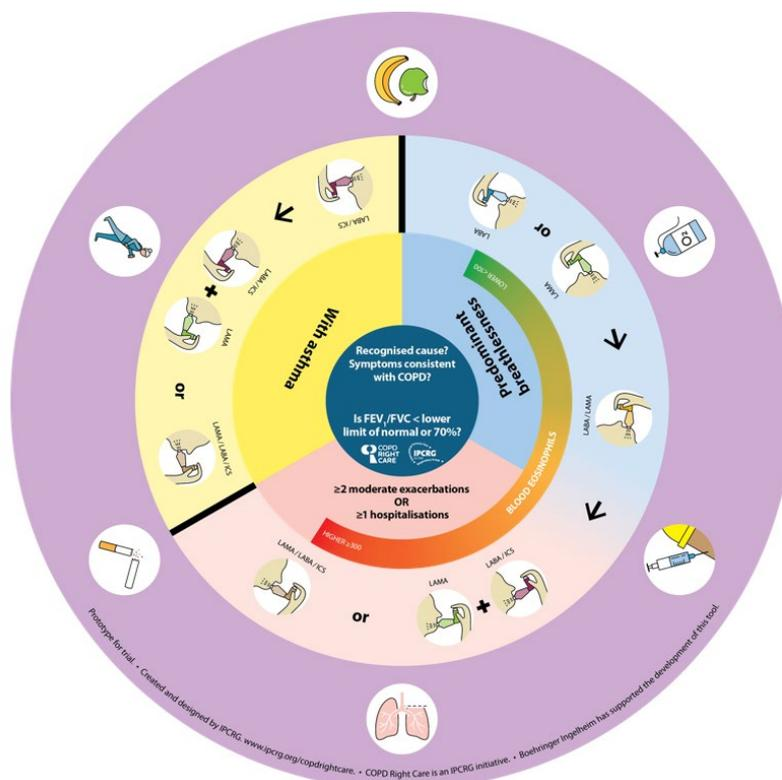 Recognised cause?
Symptoms consistent
with COPD?
Is FEV₁/FVC < lower
limit of normal or 70%?
COPD
RIGHT
CARE
IPCRG
Predominant
breathlessness
LOWER <100
BLOOD EOSINOPHILS
HIGHER ≥300
≥2 moderate exacerbations
OR
≥1 hospitalisations
With asthma
LABA
or
LAMA
LABA / LAMA
LABA / ICS
+
LAMA
or
LAMA / LABA / ICS
LABA / ICS
LABA / ICS
+
LAMA
or
LAMA / LABA / ICS
O2
Prototype for trial. • Created and designed by IPCRG. www.ipcrg.org/copdrightcare. • COPD Right Care is an IPCRG initiative. • Boehringer Ingelheim has supported the development of this tool.